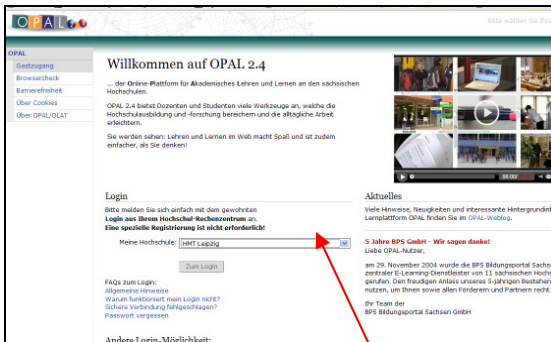 OPAL
Bitte wählen Sie Ihre
OPAL
Gastzugang
Browsercheck
Barrierefreiheit
Über Cookies
Über OPAL/OLAT
Willkommen auf OPAL 2.4
... der Online-Plattform für Akademisches Lehren und Lernen an den sächsischen
Hochschulen.
OPAL 2.4 bietet Dozenten und Studenten viele Werkzeuge an, welche die
Hochschulausbildung und -forschung bereichern und die alltägliche Arbeit
erleichtern.
Sie werden sehen: Lehren und Lernen im Web macht Spaß und ist zudem
einfacher, als Sie denken!
00:00
Login
Bitte melden Sie sich einfach mit dem gewohnten
Login aus Ihrem Hochschul-Rechenzentrum an.
Eine spezielle Registrierung ist nicht erforderlich!
Meine Hochschule: HMT Leipzig
Zum Login
FAQs zum Login:
Allgemeine Hinweise
Warum funktioniert mein Login nicht?
Sichere Verbindung fehlgeschlagen?
Passwort vergessen
Andere Login-Möglichkeit:
Aktuelles
Viele Hinweise, Neuigkeiten und interessante Hintergrundinf
Lernplattform OPAL finden Sie im OPAL-Weblog.
5 Jahre BPS GmbH - Wir sagen danke!
Liebe OPAL-Nutzer,
am 29. November 2004 wurde die BPS Bildungsportal Sachse
zentraler E-Learning-Dienstleister von 11 sächsischen Hochs
gerufen. Den freudigen Anlass unseres 5-jährigen Bestehen
nutzen, um Ihnen sowie allen Förderern und Partnern recht
Ihr Team der
BPS Bildungsportal Sachsen GmbH